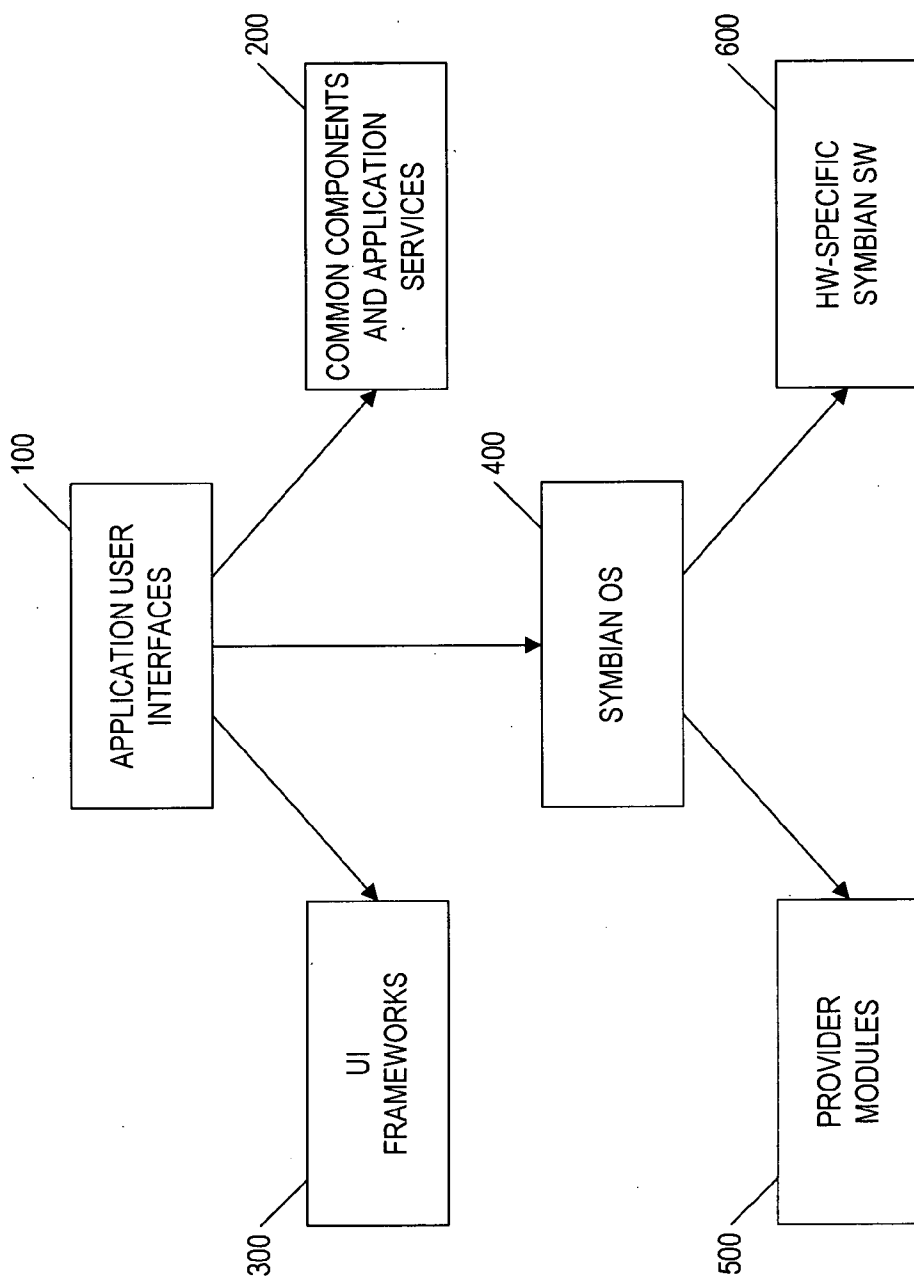 100
APPLICATION USER
INTERFACES
200
COMMON COMPONENTS
AND APPLICATION
SERVICES
300
UI
FRAMEWORKS
400
SYMBIAN OS
500
PROVIDER
MODULES
600
HW-SPECIFIC
SYMBIAN SW